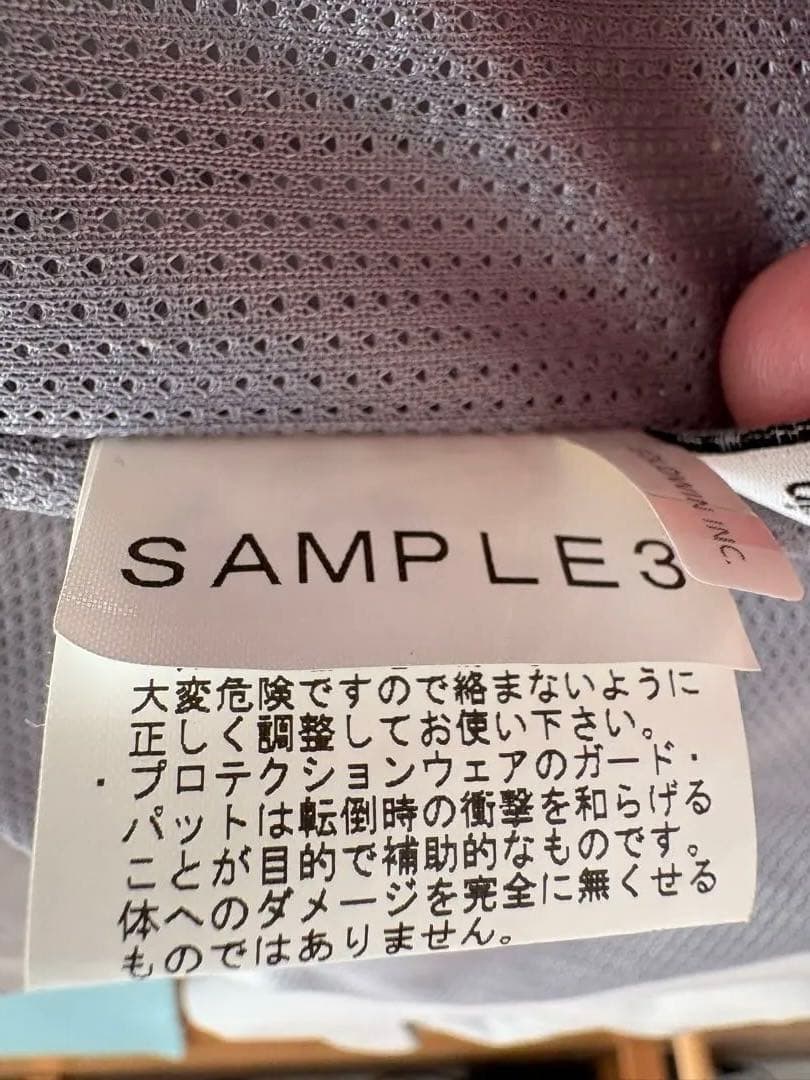 SAMPLE3
GOLDWIN INC.
大変危険ですので絡まないように
正しく調整してお使い下さい。
・プロテクションウェアのガード・
パットは転倒時の衝撃を和らげる
ことが目的で補助的なものです。
体へのダメージを完全に無くせる
ものではありません。